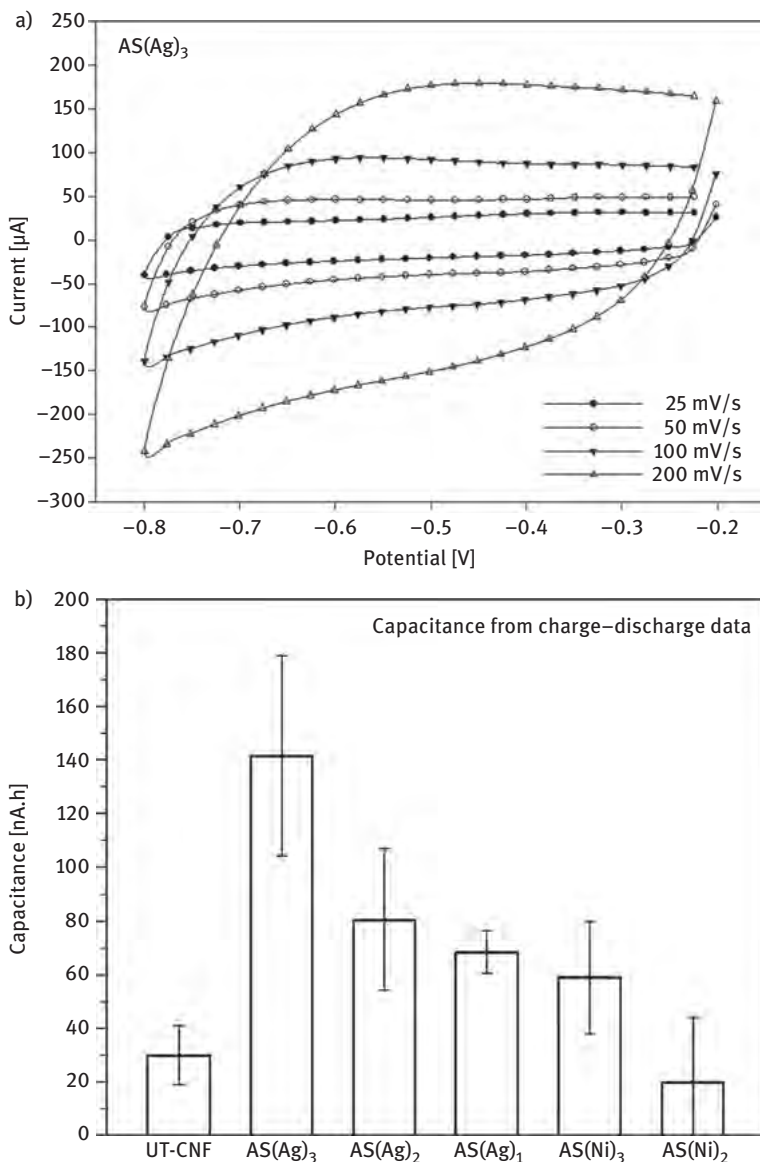 a)
AS(Ag)₃
250
200
150
100
50
0
−50
−100
−150
−200
−250
−300
Current [µA]
25 mV/s
50 mV/s
100 mV/s
200 mV/s
−0.8 −0.7 −0.6 −0.5 −0.4 −0.3 −0.2
Potential [V]
b)
Capacitance from charge–discharge data
200
180
160
140
120
100
80
60
40
20
0
Capacitance [nA.h]
UT-CNF AS(Ag)₃ AS(Ag)₂ AS(Ag)₁ AS(Ni)₃ AS(Ni)₂